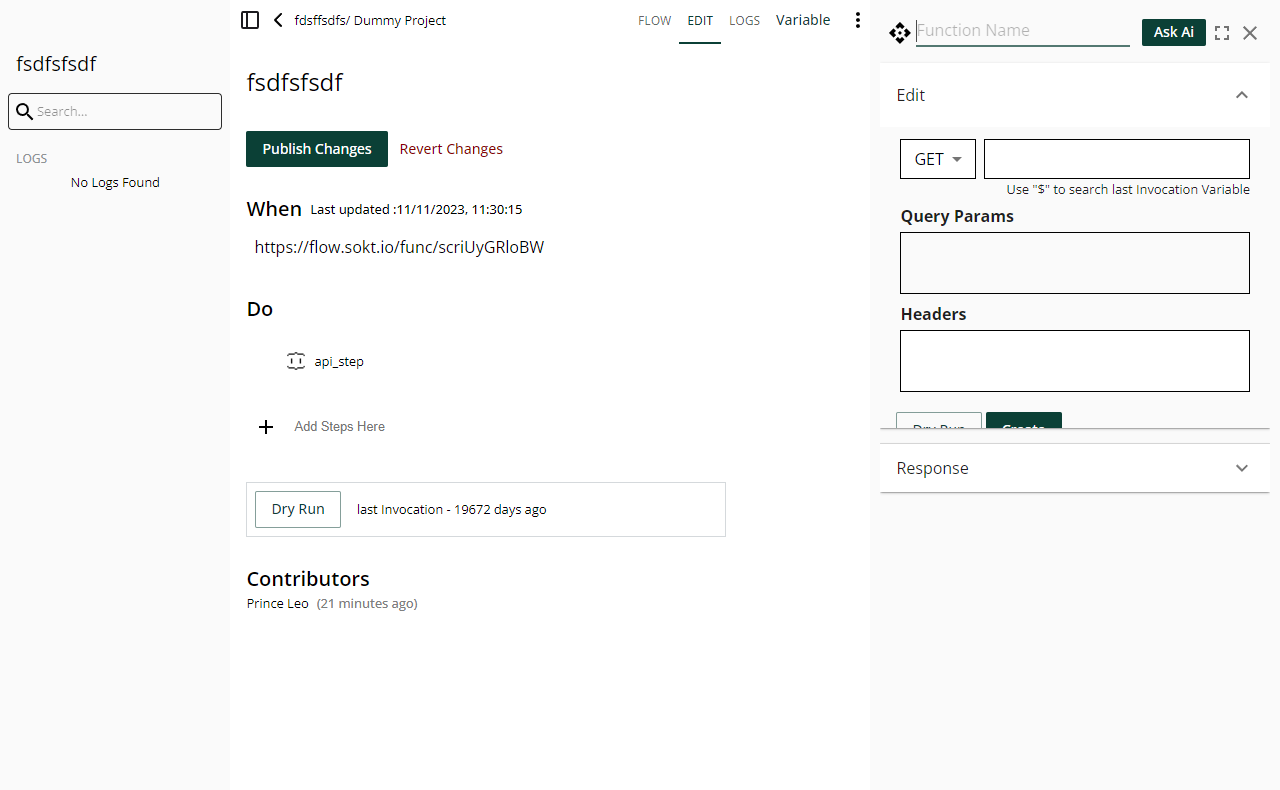 fsdfsfsdf
Search...
LOGS
No Logs Found
fdsffsdfs/ Dummy Project
FLOW
EDIT
LOGS
Variable
fsdfsfsdf
Publish Changes
Revert Changes
When Last updated :11/11/2023, 11:30:15
https://flow.sokt.io/func/scriUyGRloBW
Do
api_step
Add Steps Here
Dry Run
last Invocation - 19672 days ago
Contributors
Prince Leo (21 minutes ago)
Function Name
Ask Ai
Edit
GET
Use "$" to search last Invocation Variable
Query Params
Headers
Dry Run
Create
Response